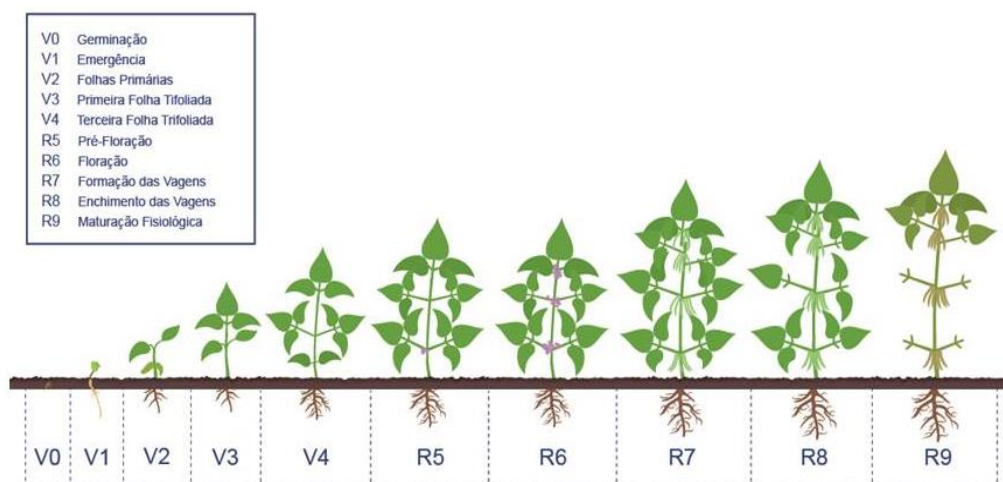 V0 Germinação
V1 Emergência
V2 Folhas Primárias
V3 Primeira Folha Tifoliada
V4 Terceira Folha Trifoliada
R5 Pré-Floração
R6 Floração
R7 Formação das Vagens
R8 Enchimento das Vagens
R9 Maturação Fisiológica
V0 V1 V2 V3 V4 R5 R6 R7 R8 R9